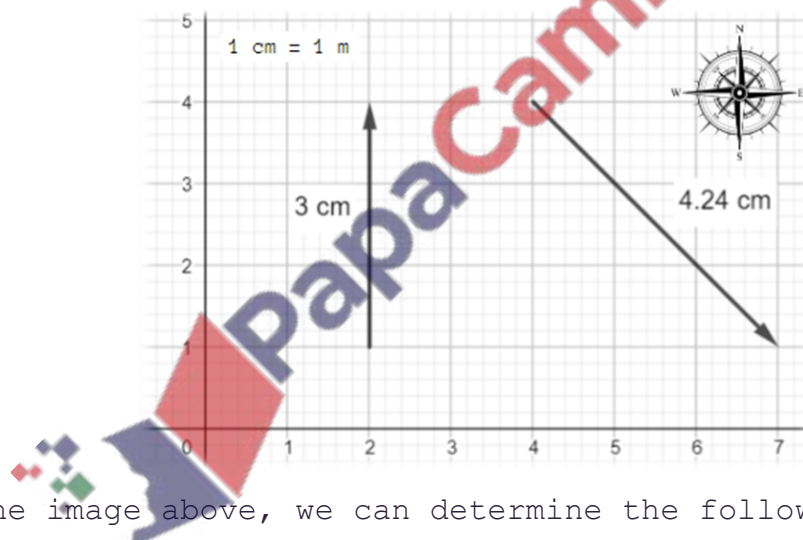 5
1 cm = 1 m
N
4
W E
S
3
3 cm
4.24 cm
2
1
0 1 2 3 4 5 6 7
PapaCam
he image above, we can determine the follow